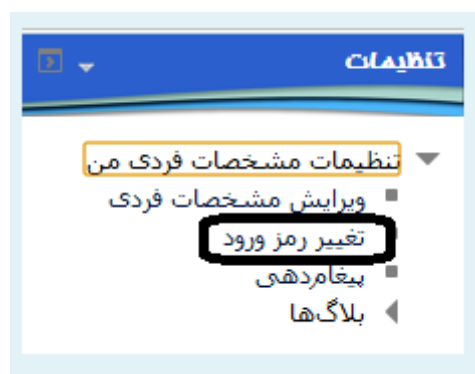 تنظیمات
تنظیمات مشخصات فردی من
ویرایش مشخصات فردی
تغییر رمز ورود
پیغام‌دهی
بلاگ‌ها